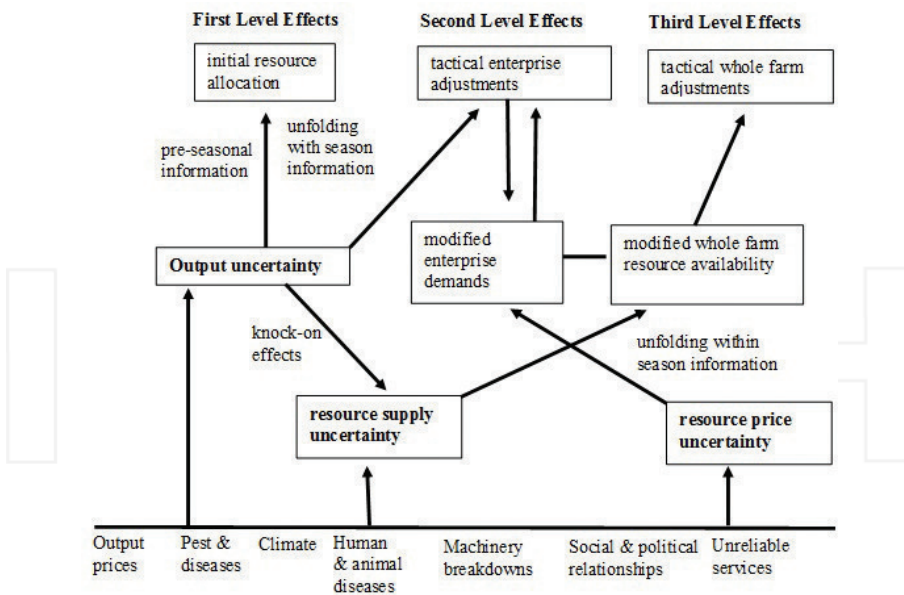 First Level Effects
Second Level Effects
Third Level Effects
initial resource
allocation
tactical enterprise
adjustments
tactical whole farm
adjustments
pre-seasonal
information
unfolding
with season
information
Output uncertainty
modified
enterprise
demands
modified whole farm
resource availability
knock-on
effects
unfolding within
season information
resource supply
uncertainty
resource price
uncertainty
Output
prices
Pest &
diseases
Climate
Human
& animal
diseases
Machinery
breakdowns
Social & political
relationships
Unreliable
services